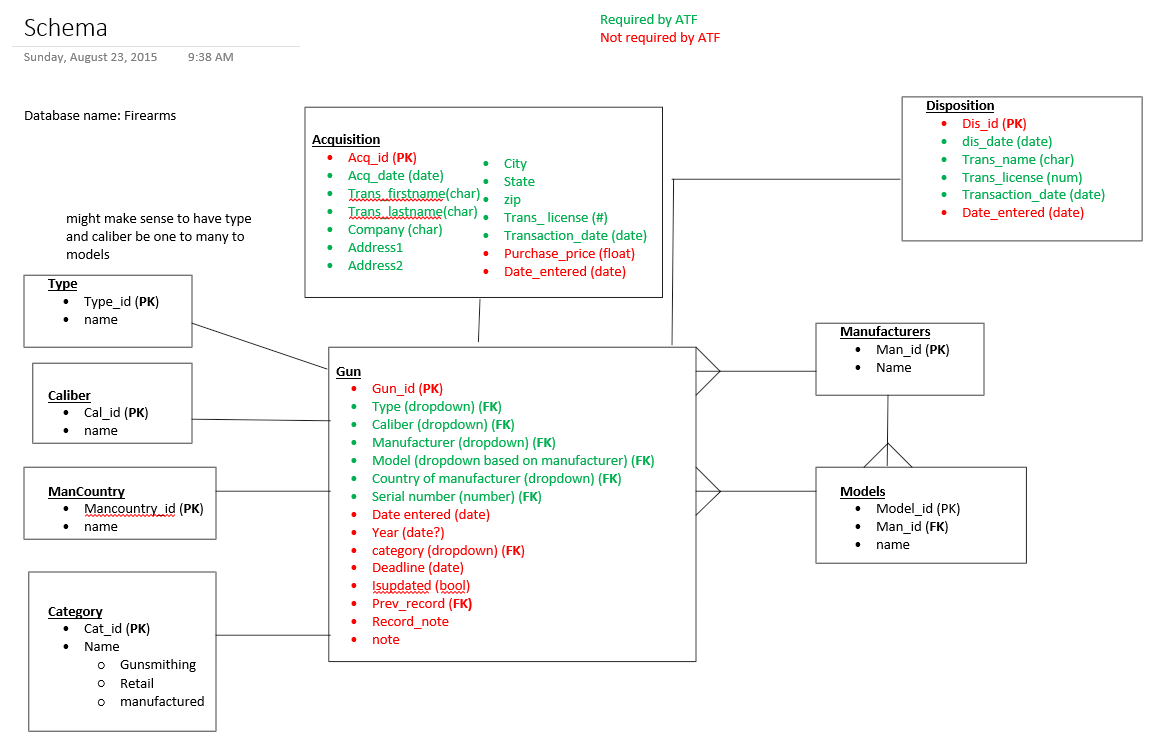 Schema
Sunday, August 23, 2015 9:38 AM
Required by ATF
Not required by ATF
Database name: Firearms
Acquisition
Acq_id (PK)
Acq_date (date)
Trans_firstname(char)
Trans_lastname(char)
Company (char)
Address1
Address2
City
State
zip
Trans_ license (#)
Transaction_date (date)
Purchase_price (float)
Date_entered (date)
Disposition
Dis_id (PK)
dis_date (date)
Trans_name (char)
Trans_license (num)
Transaction_date (date)
Date_entered (date)
might make sense to have type
and caliber be one to many to
models
Type
Type_id (PK)
name
Caliber
Cal_id (PK)
name
ManCountry
Mancountry_id (PK)
name
Category
Cat_id (PK)
Name
Gunsmithing
Retail
manufactured
Gun
Gun_id (PK)
Type (dropdown) (FK)
Caliber (dropdown) (FK)
Manufacturer (dropdown) (FK)
Model (dropdown based on manufacturer) (FK)
Country of manufacturer (dropdown) (FK)
Serial number (number) (FK)
Date entered (date)
Year (date?)
category (dropdown) (FK)
Deadline (date)
Isupdated (bool)
Prev_record (FK)
Record_note
note
Manufacturers
Man_id (PK)
Name
Models
Model_id (PK)
Man_id (FK)
name